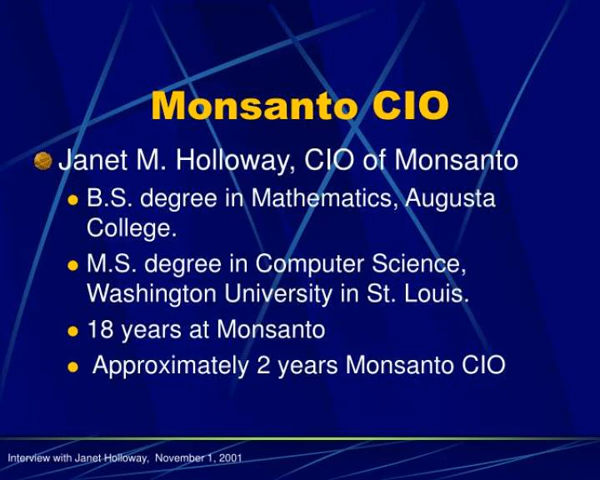 Monsanto CIO
Janet M. Holloway, CIO of Monsanto
B.S. degree in Mathematics, Augusta
College.
M.S. degree in Computer Science,
Washington University in St. Louis.
18 years at Monsanto
Approximately 2 years Monsanto CIO
Interview with Janet Holloway, November 1, 2001